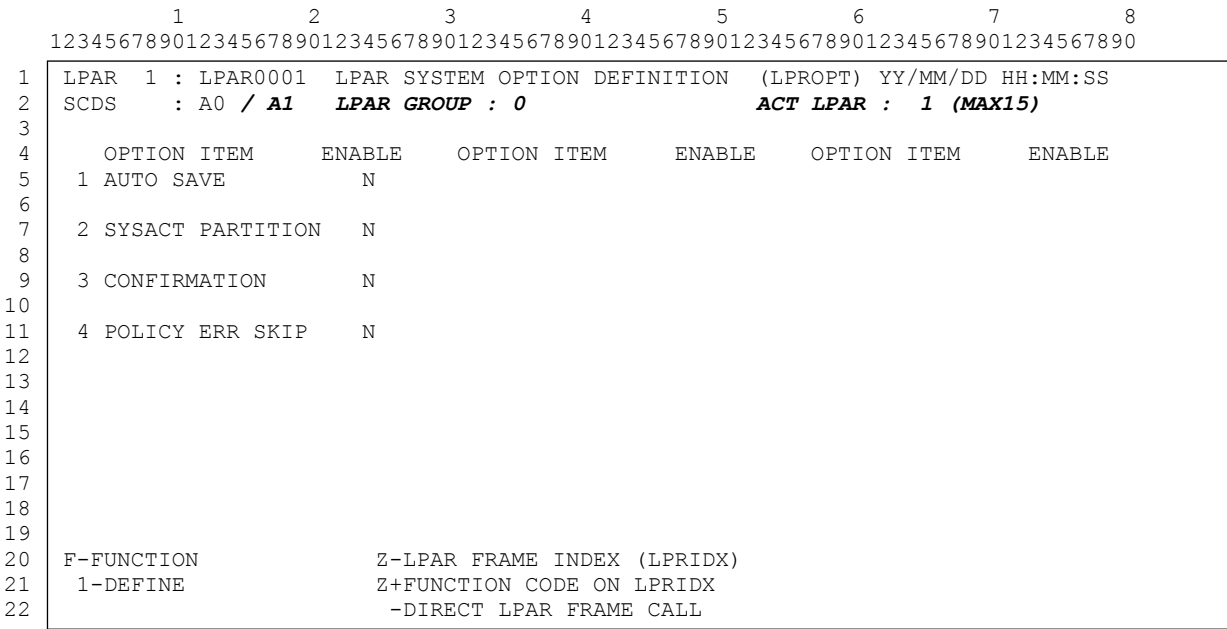 1         2         3         4         5         6         7         8
12345678901234567890123456789012345678901234567890123456789012345678901234567890
1 LPAR  1 : LPAR0001  LPAR SYSTEM OPTION DEFINITION  (LPROPT) YY/MM/DD HH:MM:SS
2 SCDS    : A0 / A1   LPAR GROUP : 0                 ACT LPAR :  1 (MAX15)
3
4    OPTION ITEM     ENABLE    OPTION ITEM     ENABLE    OPTION ITEM     ENABLE
5  1 AUTO SAVE          N
6
7  2 SYSACT PARTITION   N
8
9  3 CONFIRMATION       N
10
11  4 POLICY ERR SKIP    N
12
13
14
15
16
17
18
19
20 F-FUNCTION             Z-LPAR FRAME INDEX (LPRIDX)
21  1-DEFINE              Z+FUNCTION CODE ON LPRIDX
22                         -DIRECT LPAR FRAME CALL